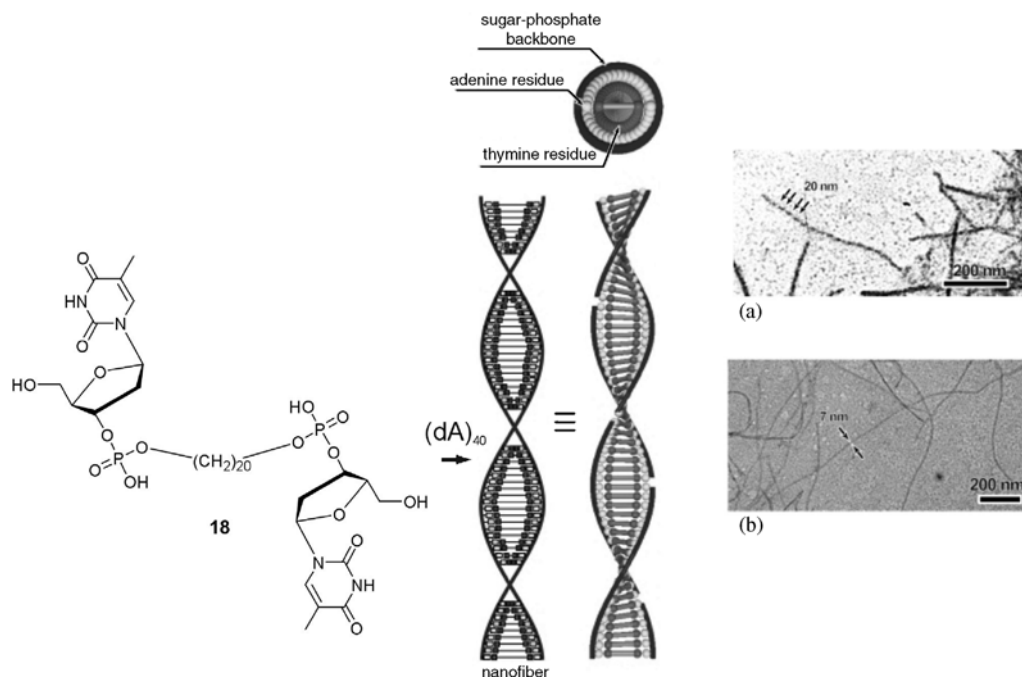 sugar-phosphate
backbone
adenine residue
thymine residue
20 nm
200 nm
(a)
7 nm
200 nm
(b)
O
NH
N
O
HO
O
O
O
P
OH
O
(CH₂)₂₀
O
HO
P
O
O
O
OH
N
O
NH
O
18
(dA)₄₀
≡
nanofiber